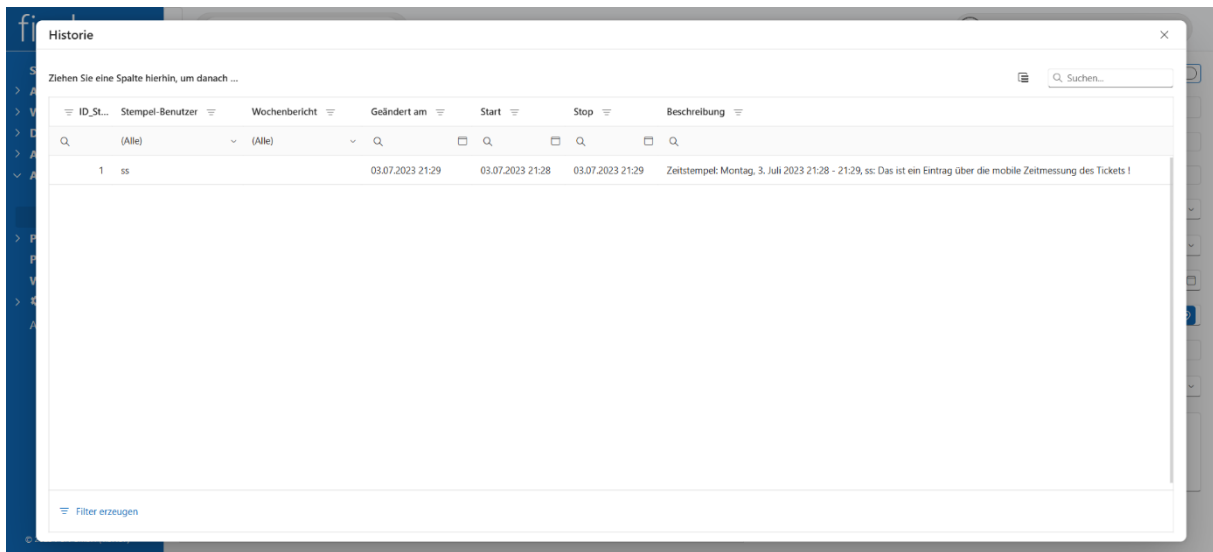 Historie
Ziehen Sie eine Spalte hierhin, um danach ...
Suchen...
ID_St... Stempel-Benutzer Wochenbericht Geändert am Start Stop Beschreibung
(Alle) (Alle)
1 ss 03.07.2023 21:29 03.07.2023 21:28 03.07.2023 21:29 Zeitstempel: Montag, 3. Juli 2023 21:28 - 21:29, ss: Das ist ein Eintrag über die mobile Zeitmessung des Tickets !
Filter erzeugen